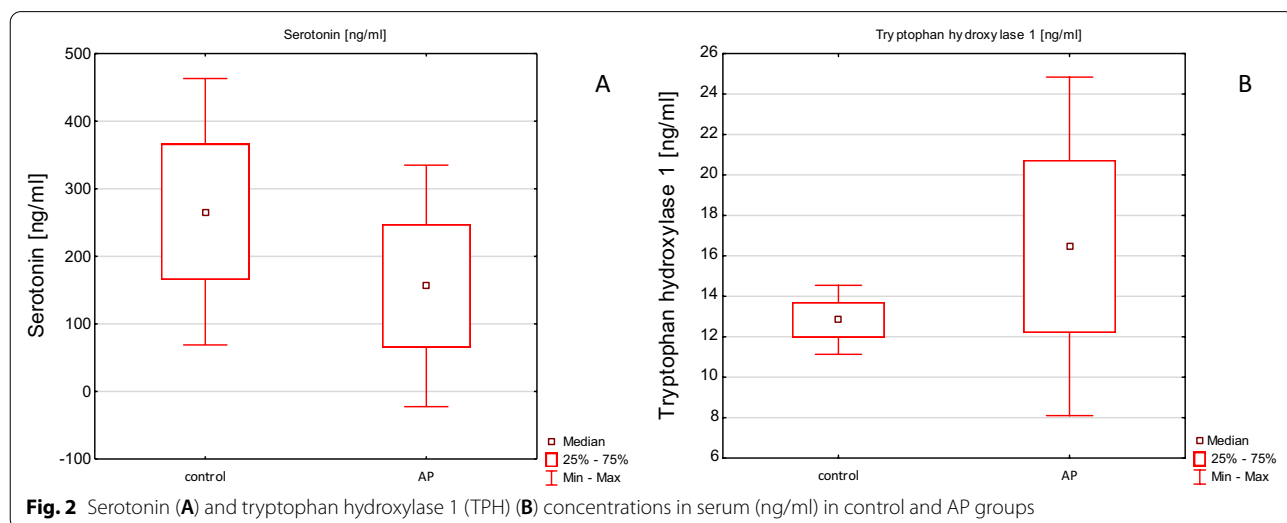 Serotonin [ng/ml]
A
Serotonin [ng/ml]
500
400
300
200
100
0
-100
control
AP
Median
25% - 75%
Min - Max
Tryptophan hydroxylase 1 [ng/ml]
B
Tryptophan hydroxylase 1 [ng/ml]
26
24
22
20
18
16
14
12
10
8
6
control
AP
Median
25% - 75%
Min - Max
Fig. 2 Serotonin (A) and tryptophan hydroxylase 1 (TPH) (B) concentrations in serum (ng/ml) in control and AP groups